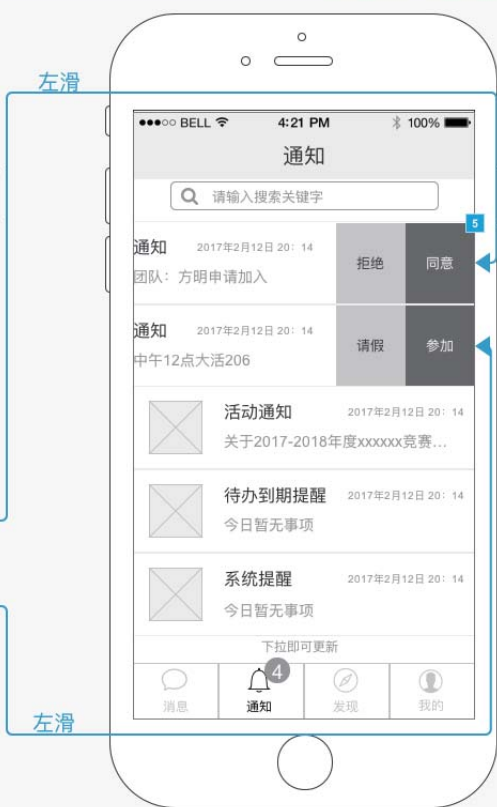 左滑
BELL 4:21 PM 100%
通知
请输入搜索关键字
5
通知 2017年2月12日 20：14
团队：方明申请加入
拒绝 同意
通知 2017年2月12日 20：14
中午12点大活206
请假 参加
活动通知 2017年2月12日 20：14
关于2017-2018年度xxxxxx竞赛...
待办到期提醒 2017年2月12日 20：14
今日暂无事项
系统提醒 2017年2月12日 20：14
今日暂无事项
下拉即可更新
4
消息 通知 发现 我的
左滑